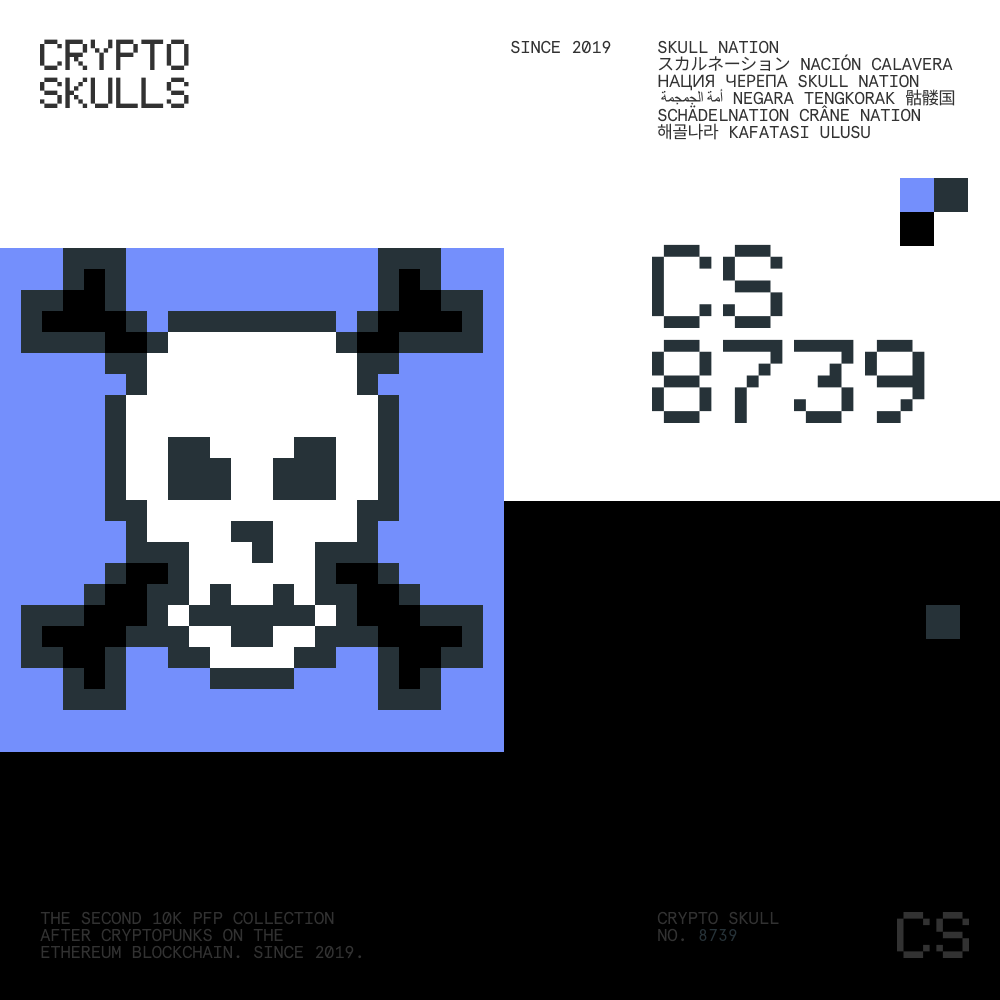 CRYPTO
SKULLS
SINCE 2019
SKULL NATION
スカルネーション NACIÓN CALAVERA
НАЦИЯ ЧЕРЕПА SKULL NATION
أمة الجمجمة NEGARA TENGKORAK 骷髅国
SCHÄDELNATION CRÂNE NATION
해골나라 KAFATASI ULUSU
CS
8739
THE SECOND 10K PFP COLLECTION
AFTER CRYPTOPUNKS ON THE
ETHEREUM BLOCKCHAIN. SINCE 2019.
CRYPTO SKULL
NO. 8739
CS